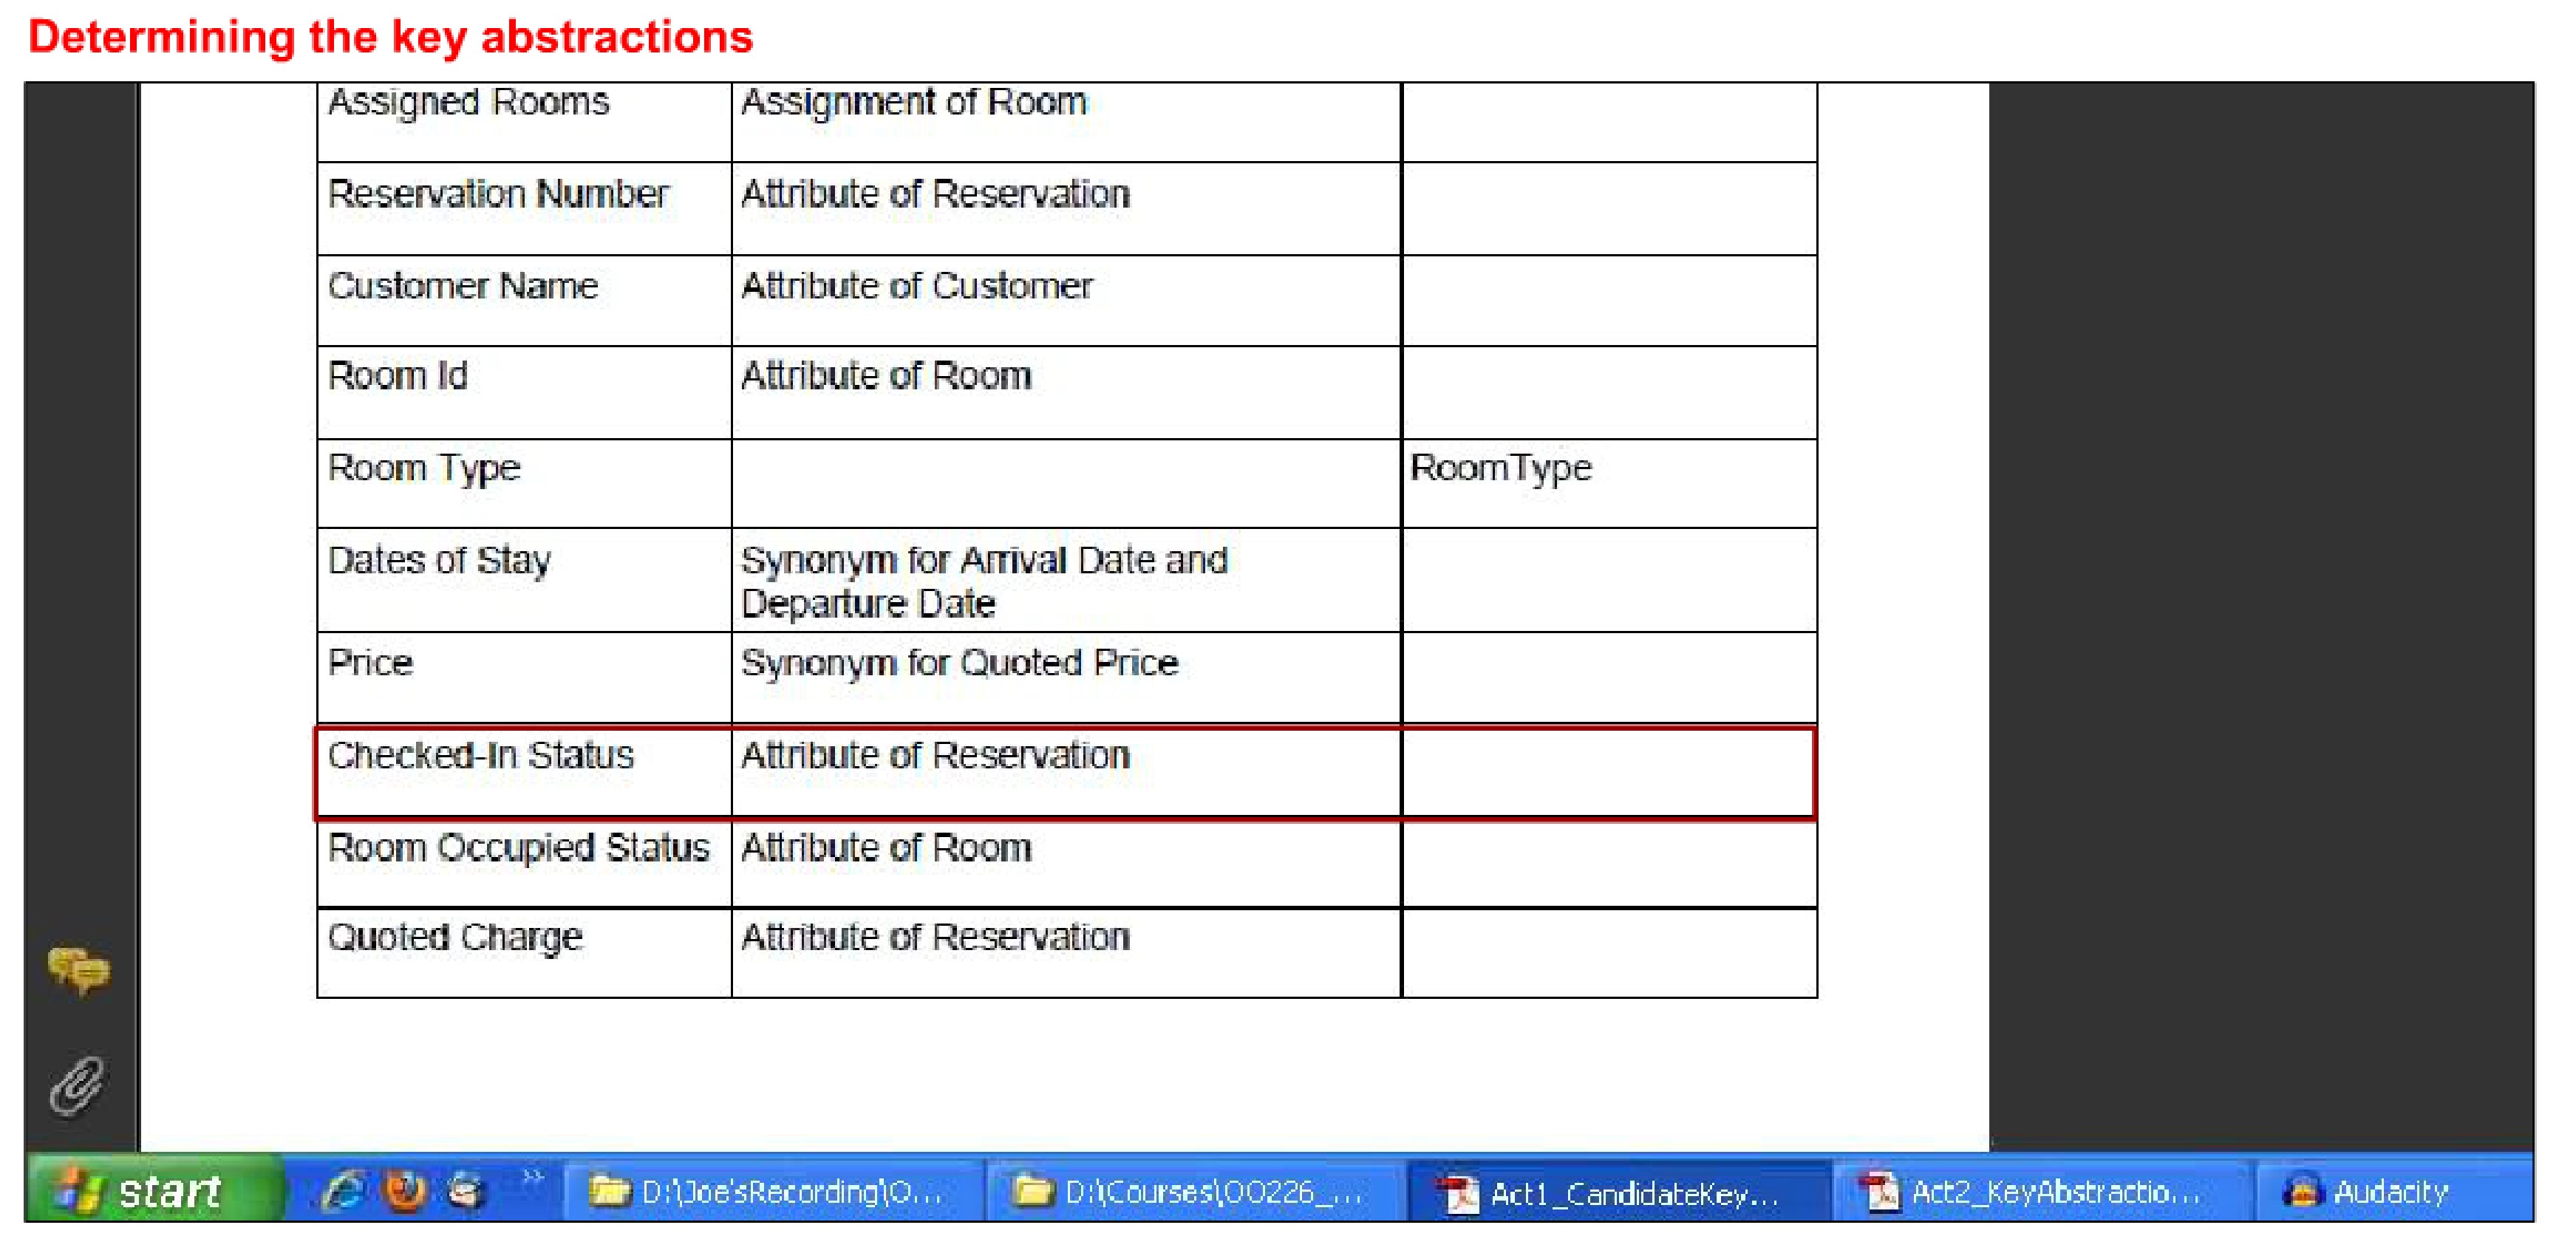 Determining the key abstractions
Assigned Rooms Assignment of Room
Reservation Number Attribute of Reservation
Customer Name Attribute of Customer
Room Id Attribute of Room
Room Type RoomType
Dates of Stay Synonym for Arrival Date and
Departure Date
Price Synonym for Quoted Price
Checked-In Status Attribute of Reservation
Room Occupied Status Attribute of Room
Quoted Charge Attribute of Reservation
start » D:\Joe'sRecording\O... D:\Courses\OO226_... Act1_CandidateKey... Act2_KeyAbstractio... Audacity